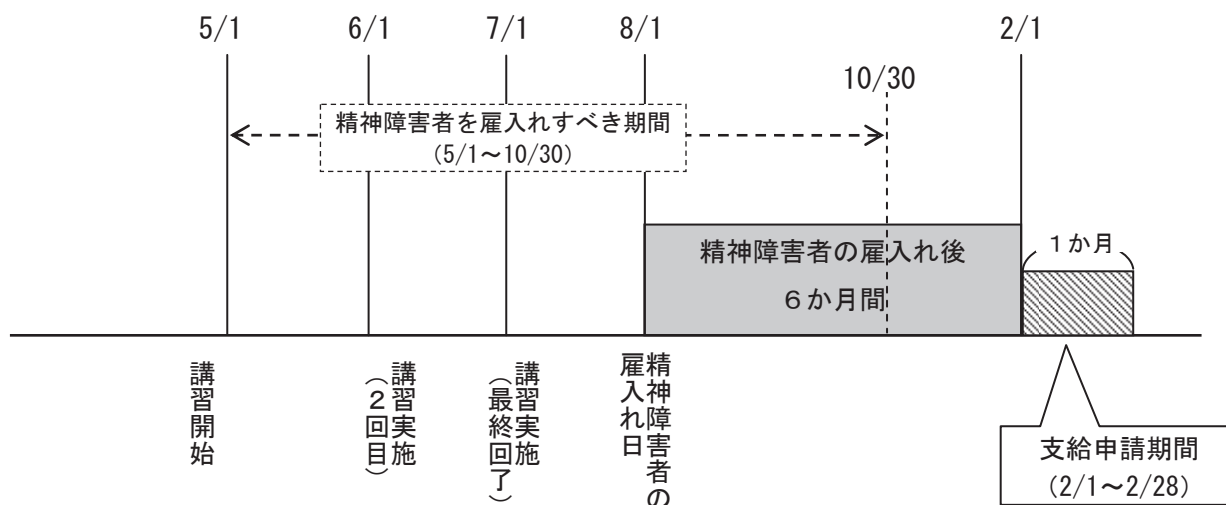 5/1
6/1
7/1
8/1
2/1
10/30
精神障害者を雇入れすべき期間
（5/1～10/30）
精神障害者の雇入れ後
６か月間
１か月
講習開始
講習実施
（２回目）
講習実施
（最終回了）
精神障害者の
雇入れ日
支給申請期間
（2/1～2/28）